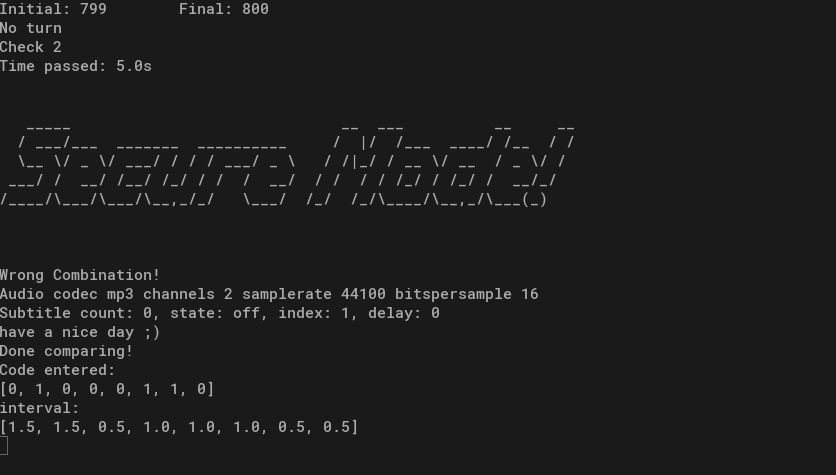 Initial: 799        Final: 800
No turn
Check 2
Time passed: 5.0s
Secure Mode!
Wrong Combination!
Audio codec mp3 channels 2 samplerate 44100 bitspersample 16
Subtitle count: 0, state: off, index: 1, delay: 0
have a nice day ;)
Done comparing!
Code entered:
[0, 1, 0, 0, 0, 1, 1, 0]
interval:
[1.5, 1.5, 0.5, 1.0, 1.0, 1.0, 0.5, 0.5]